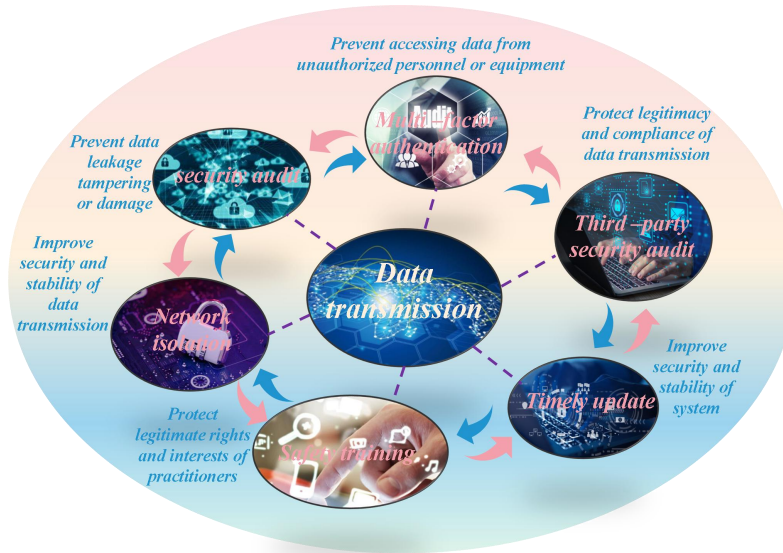 Prevent accessing data from
unauthorized personnel or equipment
Multi -factor
authentication
Protect legitimacy
and compliance of
data transmission
Prevent data
leakage
tampering
or damage
security audit
Third –party
security audit
Improve
security and
stability of
data
transmission
Data
transmission
Network
isolation
Timely update
Improve
security and
stability of
system
Protect
legitimate rights
and interests of
practitioners
Safety training